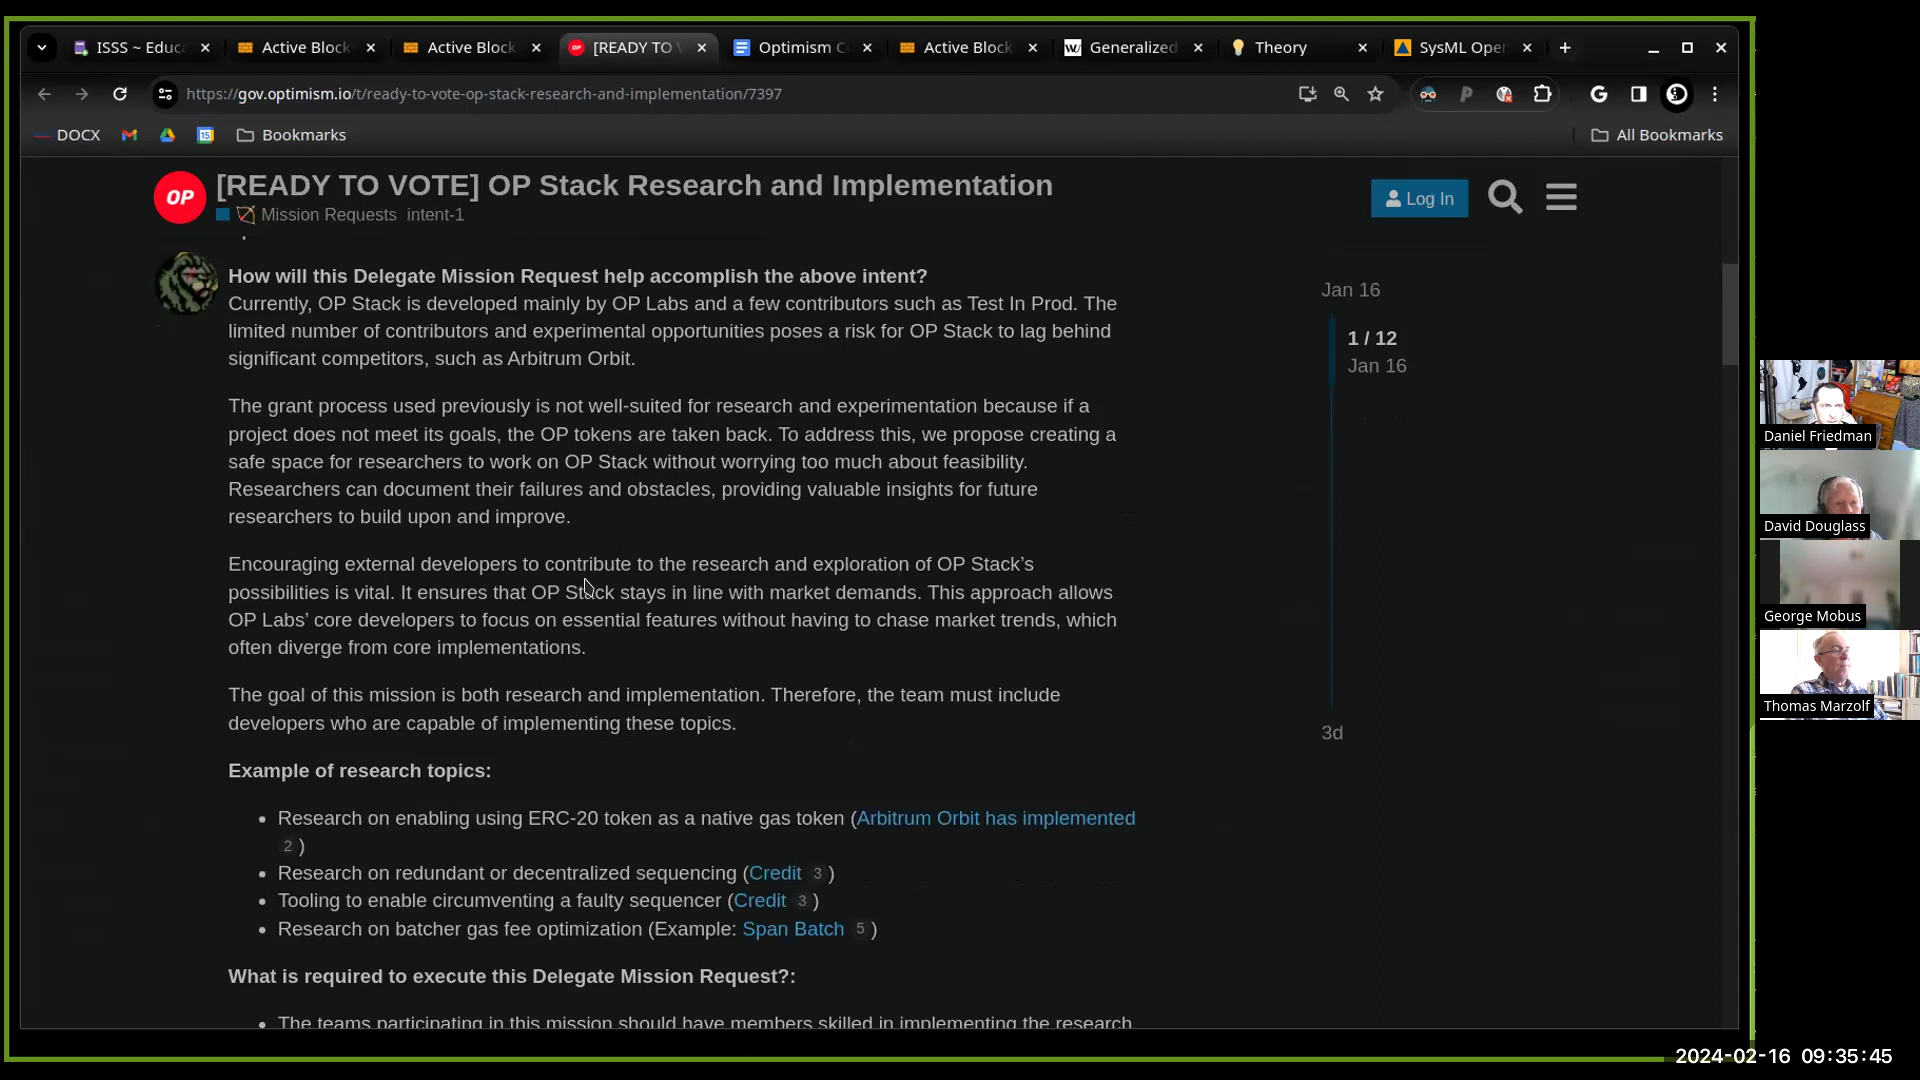 ISSS ~ Educa
Active Block
Active Block
[READY TO V
Optimism C
Active Block
Generalized
Theory
SysML Oper
https://gov.optimism.io/t/ready-to-vote-op-stack-research-and-implementation/7397
DOCX
Bookmarks
All Bookmarks
OP
[READY TO VOTE] OP Stack Research and Implementation
Mission Requests intent-1
Log In
How will this Delegate Mission Request help accomplish the above intent?
Currently, OP Stack is developed mainly by OP Labs and a few contributors such as Test In Prod. The
limited number of contributors and experimental opportunities poses a risk for OP Stack to lag behind
significant competitors, such as Arbitrum Orbit.
The grant process used previously is not well-suited for research and experimentation because if a
project does not meet its goals, the OP tokens are taken back. To address this, we propose creating a
safe space for researchers to work on OP Stack without worrying too much about feasibility.
Researchers can document their failures and obstacles, providing valuable insights for future
researchers to build upon and improve.
Encouraging external developers to contribute to the research and exploration of OP Stack’s
possibilities is vital. It ensures that OP Stack stays in line with market demands. This approach allows
OP Labs’ core developers to focus on essential features without having to chase market trends, which
often diverge from core implementations.
The goal of this mission is both research and implementation. Therefore, the team must include
developers who are capable of implementing these topics.
Example of research topics:
Research on enabling using ERC-20 token as a native gas token (Arbitrum Orbit has implemented
2 )
Research on redundant or decentralized sequencing (Credit 3 )
Tooling to enable circumventing a faulty sequencer (Credit 3 )
Research on batcher gas fee optimization (Example: Span Batch 5 )
What is required to execute this Delegate Mission Request?:
The teams participating in this mission should have members skilled in implementing the research
Jan 16
1 / 12
Jan 16
3d
Daniel Friedman
David Douglass
George Mobus
Thomas Marzolf
2024-02-16 09:35:45